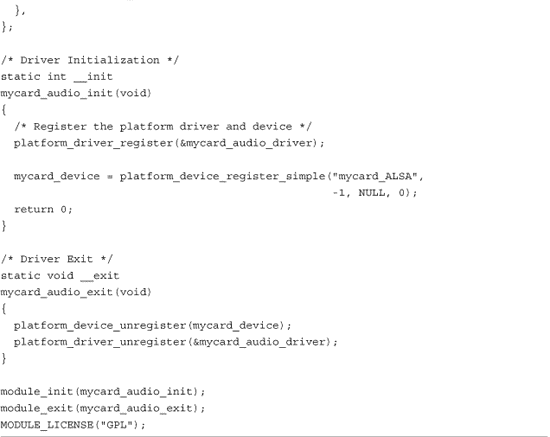 },
};

/* Driver Initialization */
static int __init
mycard_audio_init(void)
{
  /* Register the platform driver and device */
  platform_driver_register(&mycard_audio_driver);

  mycard_device = platform_device_register_simple("mycard_ALSA",
                                                  -1, NULL, 0);
  return 0;
}

/* Driver Exit */
static void __exit
mycard_audio_exit(void)
{
  platform_device_unregister(mycard_device);
  platform_driver_unregister(&mycard_audio_driver);
}

module_init(mycard_audio_init);
module_exit(mycard_audio_exit);
MODULE_LICENSE("GPL");